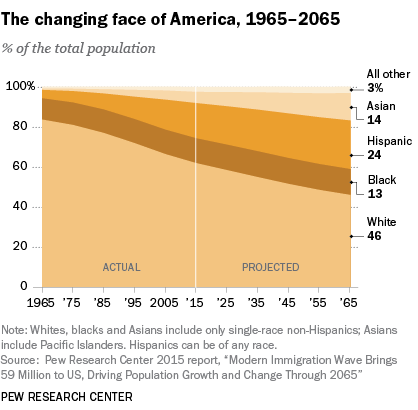 The changing face of America, 1965–2065
% of the total population
All other
3%
100%
Asian
14
80
Hispanic
24
60
Black
13
40
White
46
20
ACTUAL
PROJECTED
0
1965 ’75 ’85 ’95 2005 ’15 ’25 ’35 ’45 ’55 ’65
Note: Whites, blacks and Asians include only single-race non-Hispanics; Asians
include Pacific Islanders. Hispanics can be of any race.
Source: Pew Research Center 2015 report, “Modern Immigration Wave Brings
59 Million to US, Driving Population Growth and Change Through 2065”
PEW RESEARCH CENTER